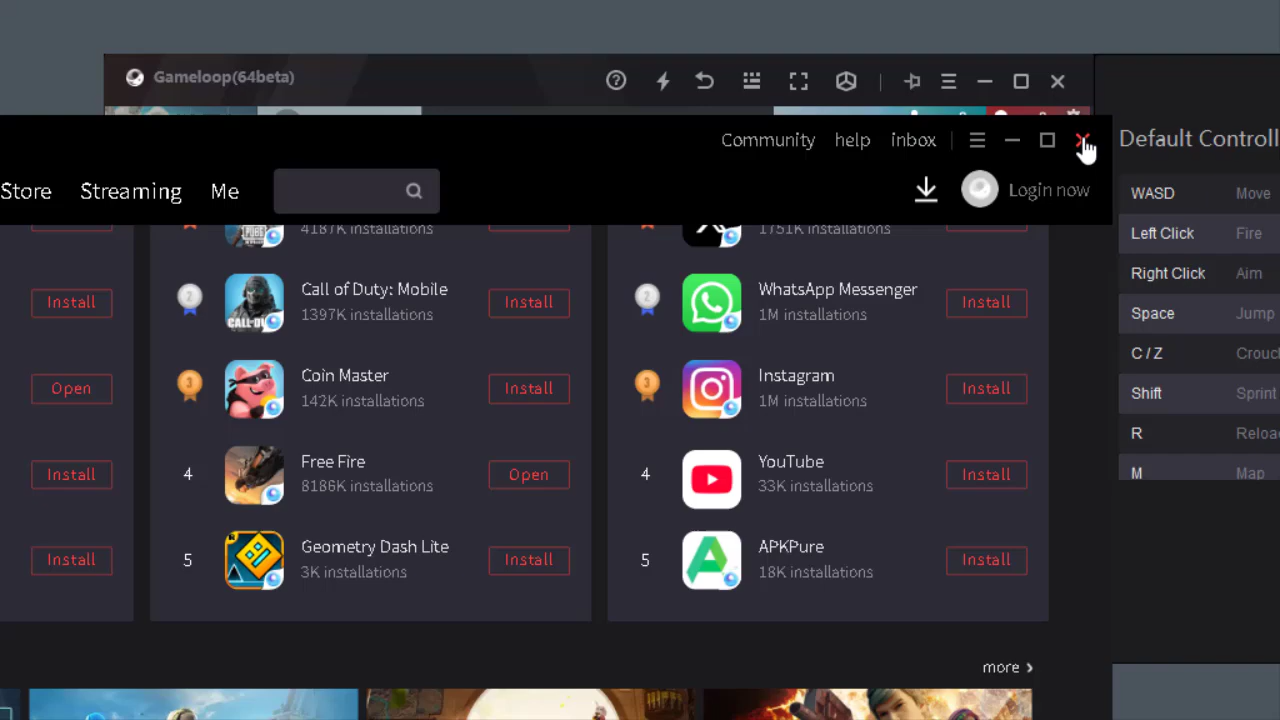 Gameloop(64beta)
Community help inbox
Store Streaming Me
Login now
4187K installations
Install
Call of Duty: Mobile
1397K installations
Install
Open
Coin Master
142K installations
Install
Install
4
Free Fire
8186K installations
Open
Install
5
Geometry Dash Lite
3K installations
Install
1751K installations
WhatsApp Messenger
1M installations
Install
Instagram
1M installations
Install
4
YouTube
33K installations
Install
5
APKPure
18K installations
Install
more
Default Controll
WASD Move
Left Click Fire
Right Click Aim
Space Jump
C / Z Crouc
Shift Sprint
R Reloa
M Map